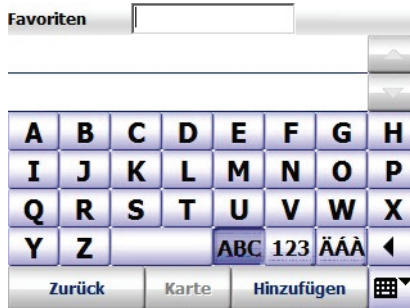 Favoriten
A B C D E F G H
I J K L M N O P
Q R S T U V W X
Y Z ABC 123 ÄÁÀ
Zurück Karte Hinzufügen